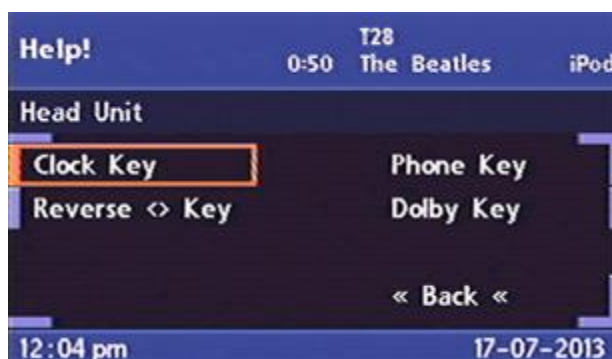 Help!
T28
0:50 The Beatles iPod
Head Unit
Clock Key Phone Key
Reverse <> Key Dolby Key
« Back «
12:04 pm 17-07-2013